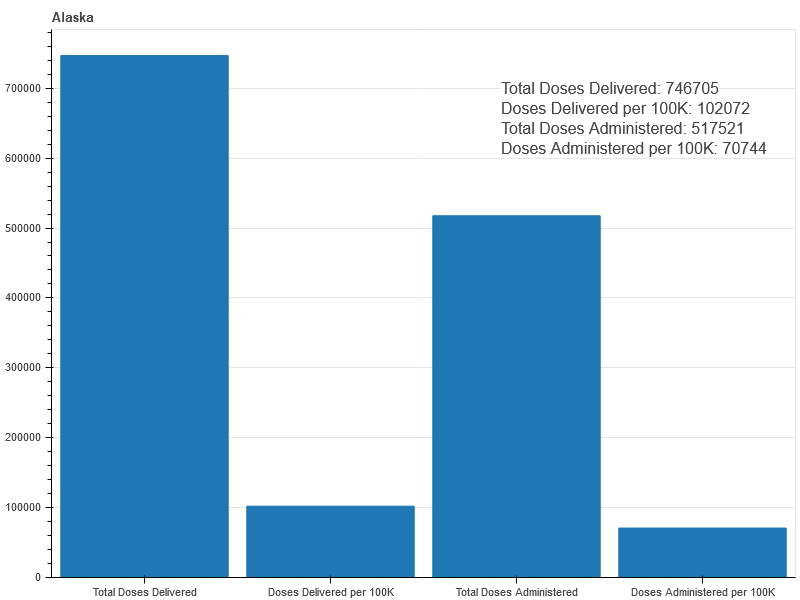 Alaska
700000
600000
500000
400000
300000
200000
100000
0
Total Doses Delivered: 746705
Doses Delivered per 100K: 102072
Total Doses Administered: 517521
Doses Administered per 100K: 70744
Total Doses Delivered
Doses Delivered per 100K
Total Doses Administered
Doses Administered per 100K